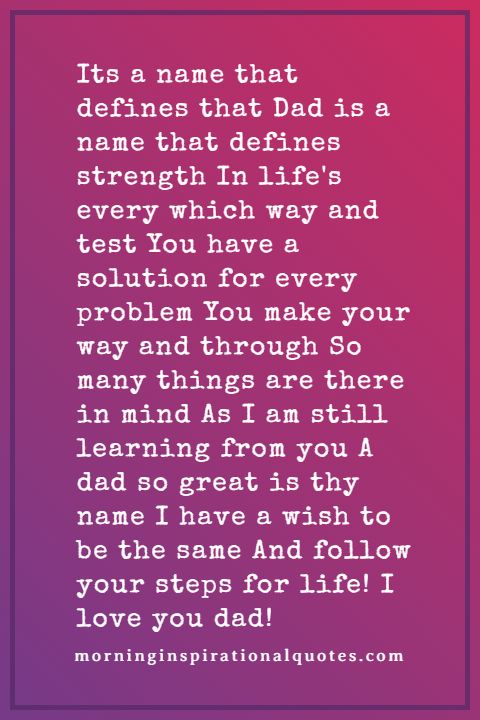 Its a name that
defines that Dad is a
name that defines
strength In life's
every which way and
test You have a
solution for every
problem You make your
way and through So
many things are there
in mind As I am still
learning from you A
dad so great is thy
name I have a wish to
be the same And follow
your steps for life! I
love you dad!
morninginspirationalquotes.com